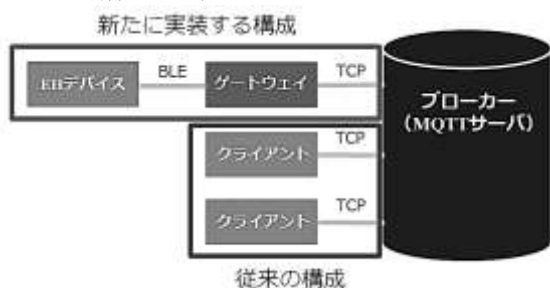 新たに実装する構成
EHデバイス
BLE
ゲートウェイ
TCP
ブローカー
(MQTTサーバ)
クライアント
TCP
クライアント
TCP
従来の構成